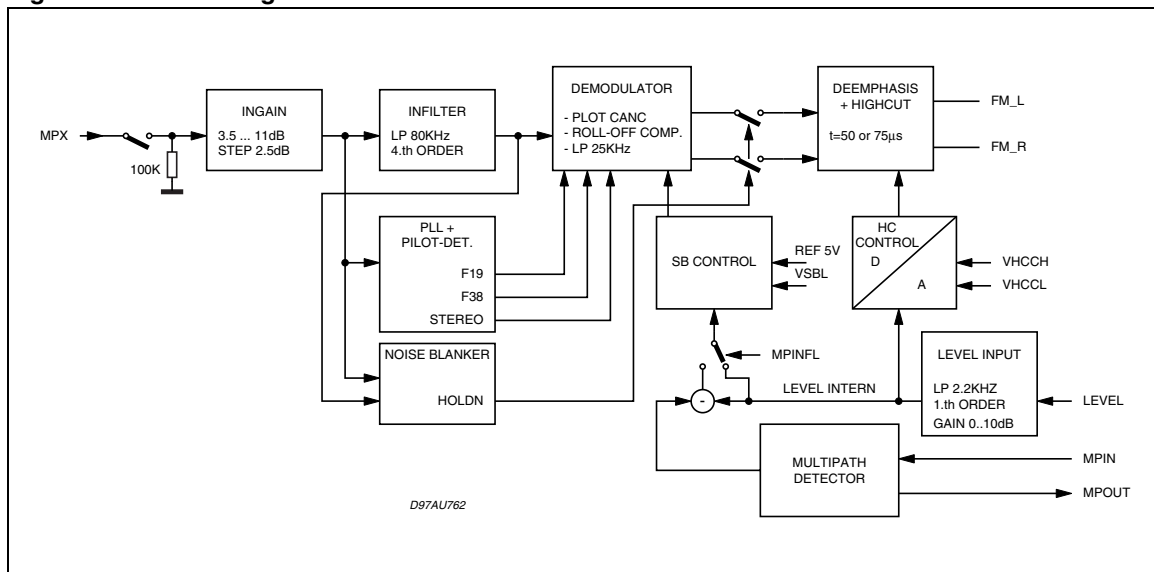 MPX
100K
INGAIN
3.5 ... 11dB
STEP 2.5dB
INFILTER
LP 80KHz
4.th ORDER
DEMODULATOR
- PLOT CANC
- ROLL-OFF COMP.
- LP 25KHz
DEEMPHASIS
+ HIGHCUT
t=50 or 75µs
FM_L
FM_R
PLL +
PILOT-DET.
F19
F38
STEREO
NOISE BLANKER
HOLDN
SB CONTROL
REF 5V
VSBL
HC
CONTROL
D
A
VHCCH
VHCCL
MPINFL
-
LEVEL INTERN
LEVEL INPUT
LP 2.2KHZ
1.th ORDER
GAIN 0..10dB
LEVEL
MULTIPATH
DETECTOR
MPIN
MPOUT
D97AU762